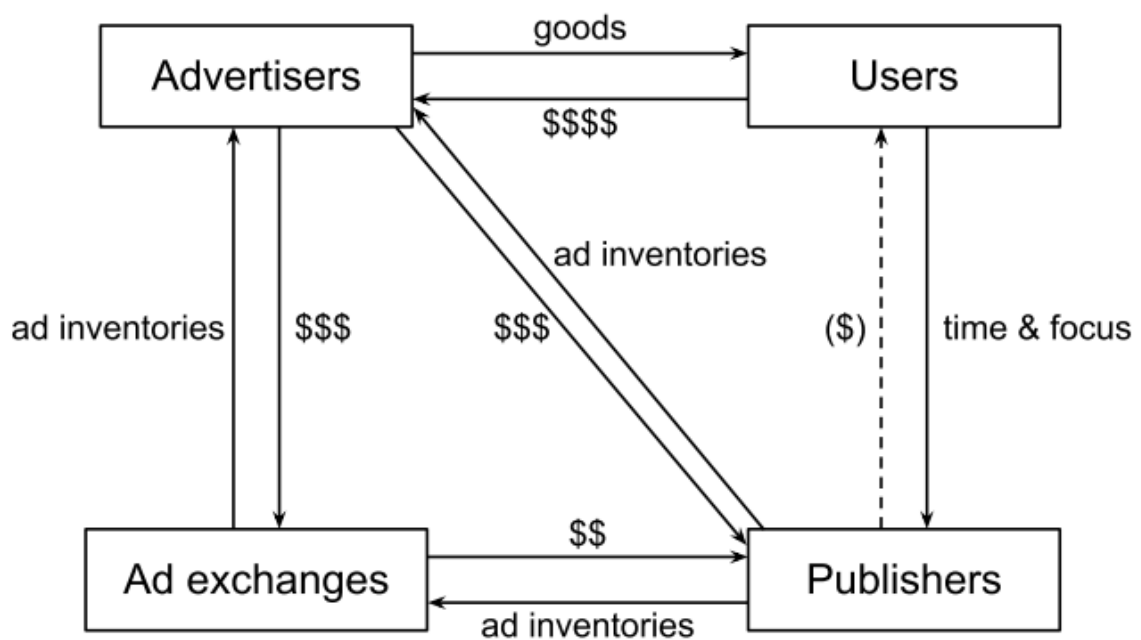 goods
Advertisers
Users
$$$$
ad inventories
ad inventories
$$$
$$$
($)
time & focus
$$
Ad exchanges
Publishers
ad inventories